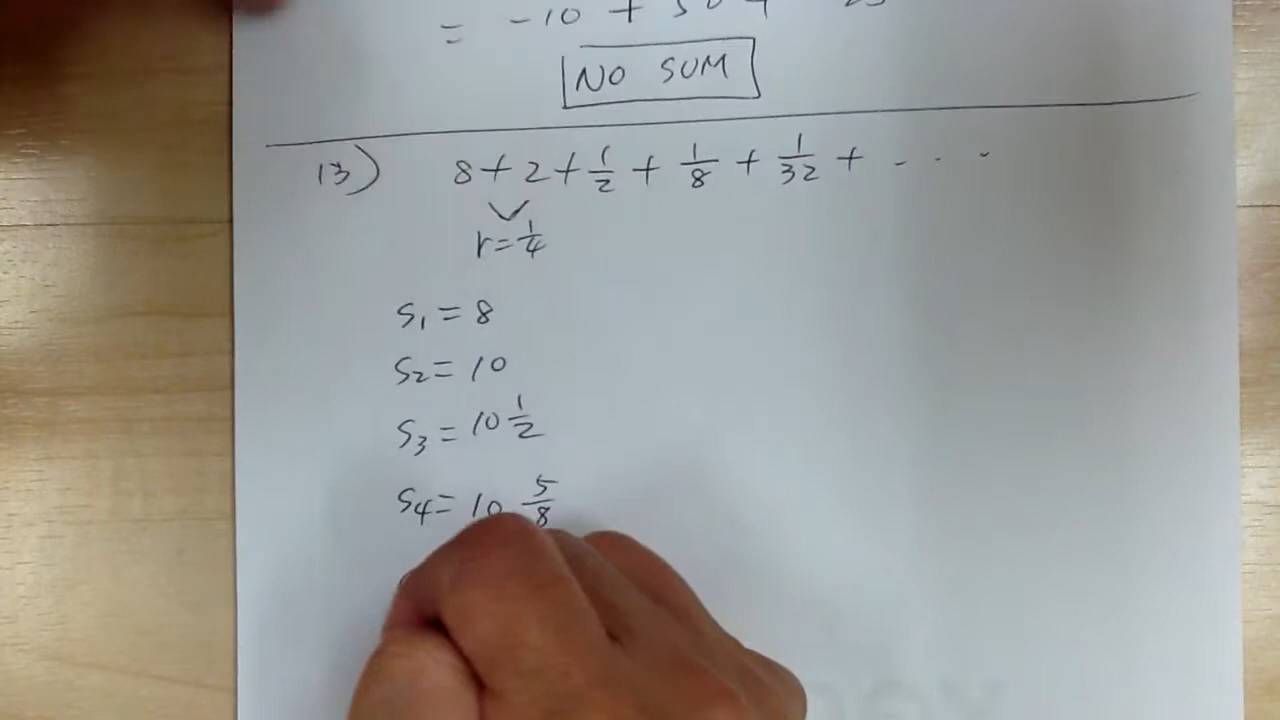 = -10 +
NO SUM
13) 8 + 2 + 1/2 + 1/8 + 1/32 + ....
r = 1/4
S1 = 8
S2 = 10
S3 = 10 1/2
S4 = 10 5/8